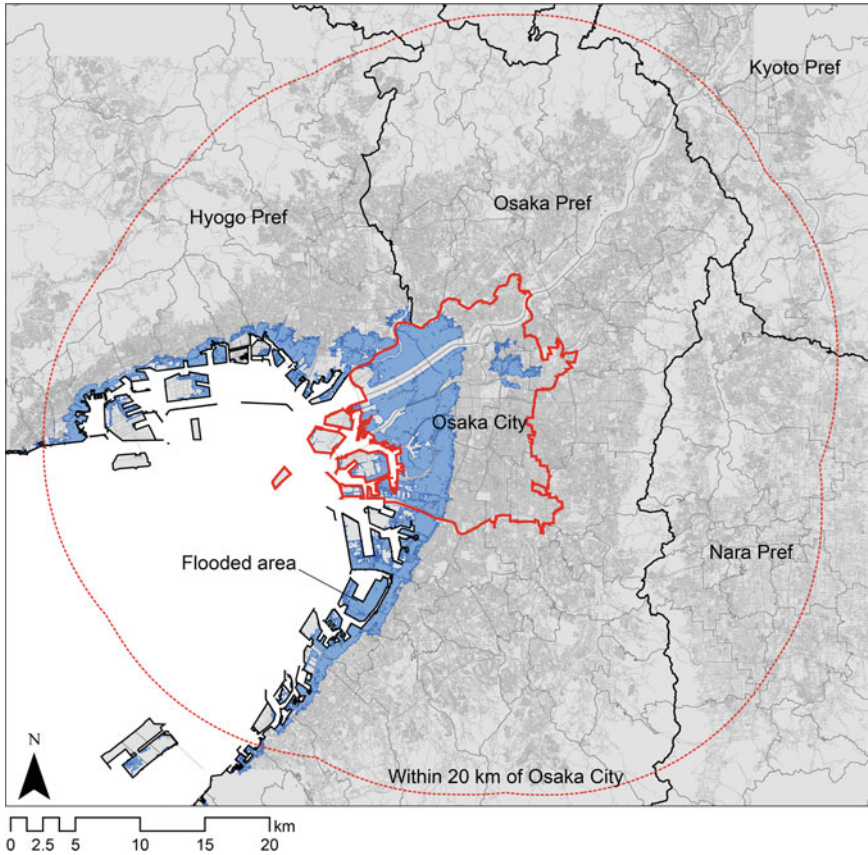 Kyoto Pref
Hyogo Pref
Osaka Pref
Osaka City
Flooded area
Nara Pref
N
Within 20 km of Osaka City
km
0 2.5 5 10 15 20